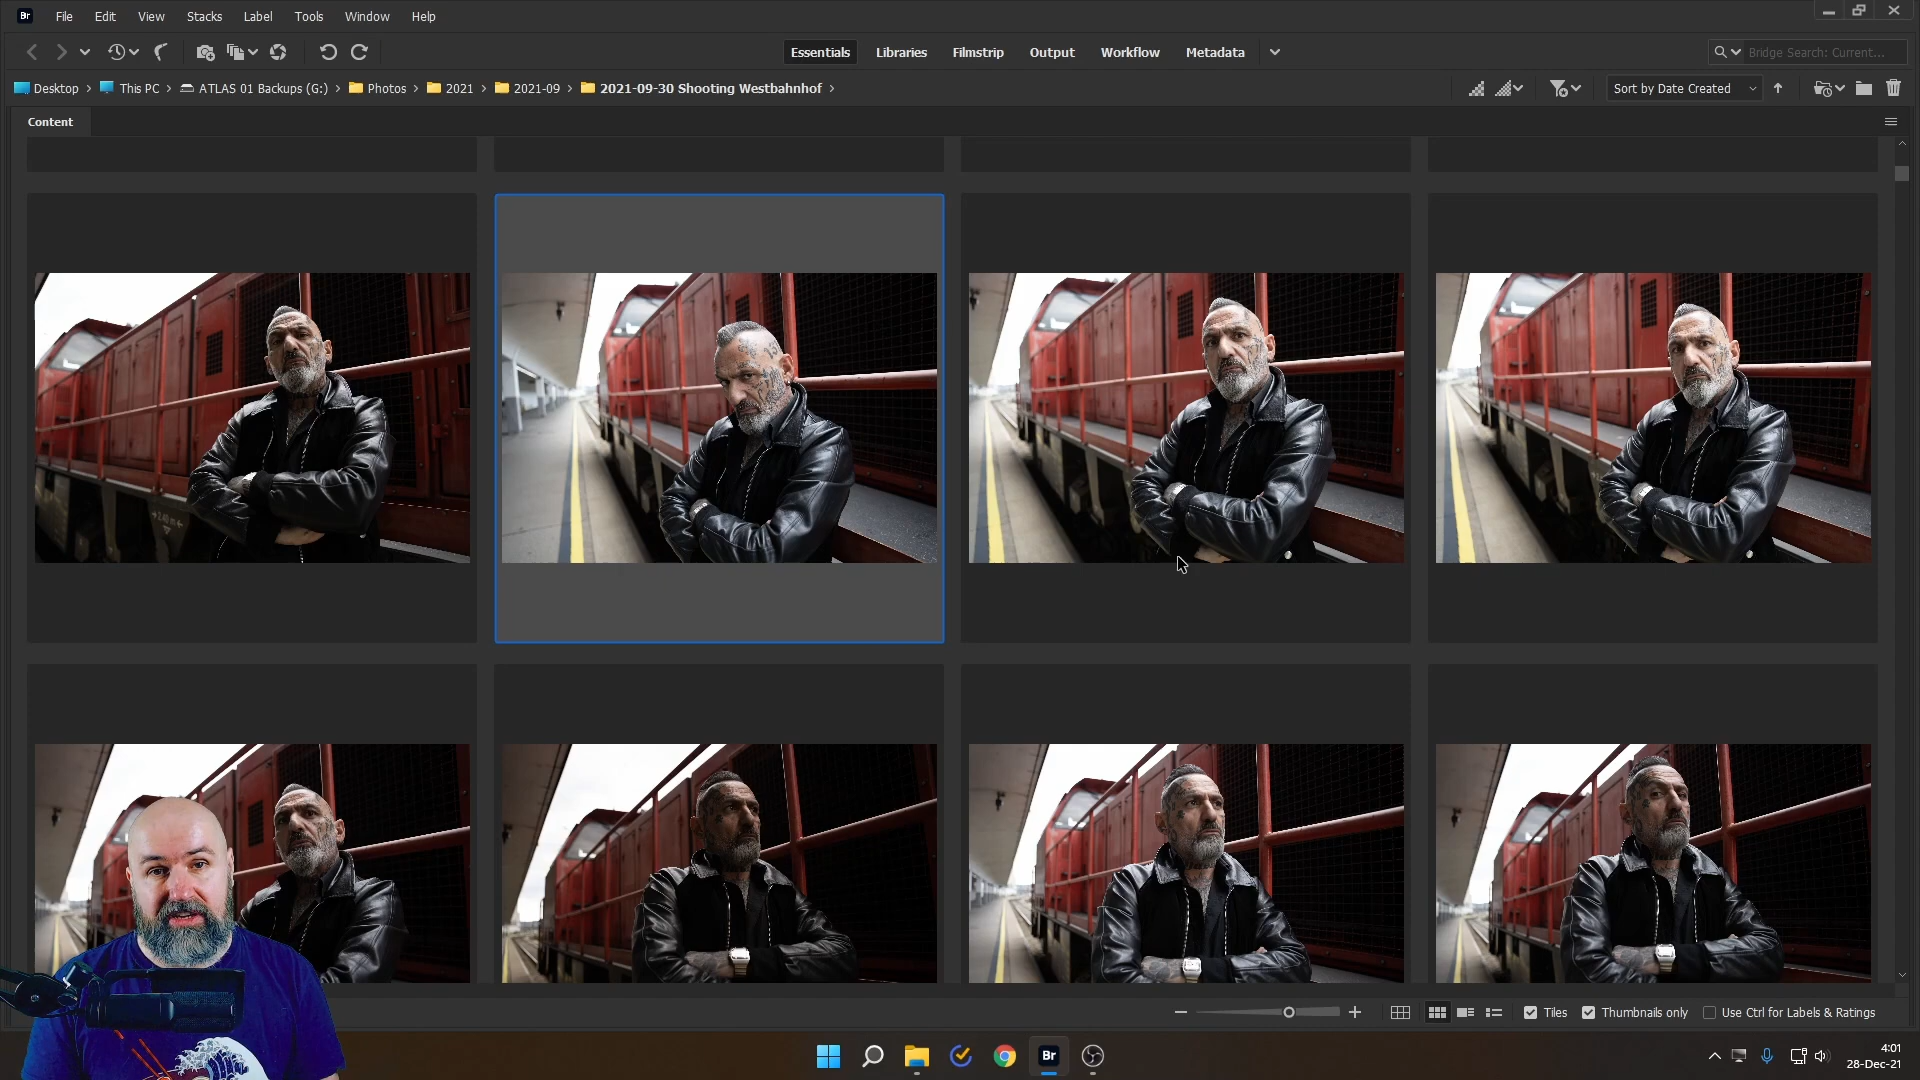 Br File Edit View Stacks Label Tools Window Help
Essentials Libraries Filmstrip Output Workflow Metadata Bridge Search: Current...
Desktop This PC ATLAS 01 Backups (G:) Photos 2021 2021-09 2021-09-30 Shooting Westbahnhof Sort by Date Created
Content
Tiles Thumbnails only Use Ctrl for Labels & Ratings
Br
4:01
28-Dec-21